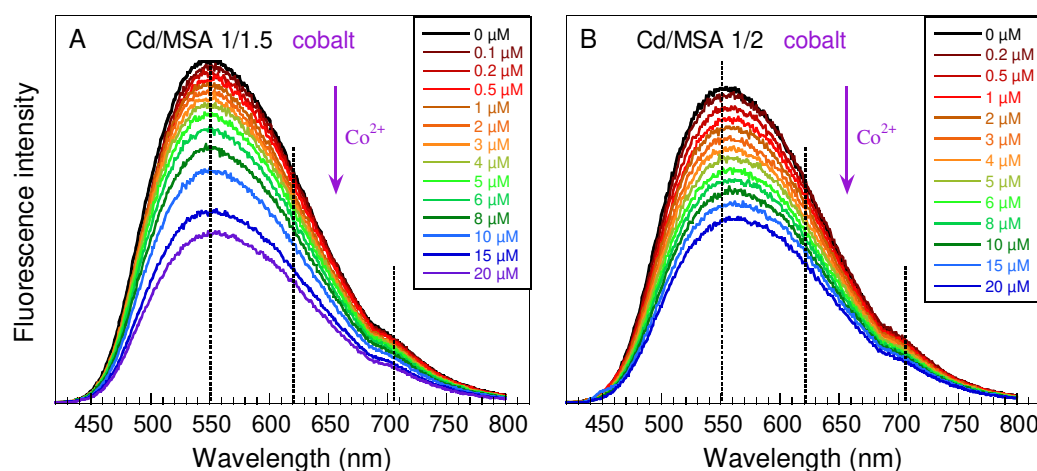 A
Cd/MSA 1/1.5 cobalt
0 µM
0.1 µM
0.2 µM
0.5 µM
1 µM
2 µM
3 µM
4 µM
5 µM
6 µM
8 µM
10 µM
15 µM
20 µM
Co²⁺
Fluorescence intensity
450 500 550 600 650 700 750 800
Wavelength (nm)
B
Cd/MSA 1/2 cobalt
0 µM
0.2 µM
0.5 µM
1 µM
2 µM
3 µM
4 µM
5 µM
6 µM
8 µM
10 µM
15 µM
20 µM
Co²⁺
450 500 550 600 650 700 750 800
Wavelength (nm)